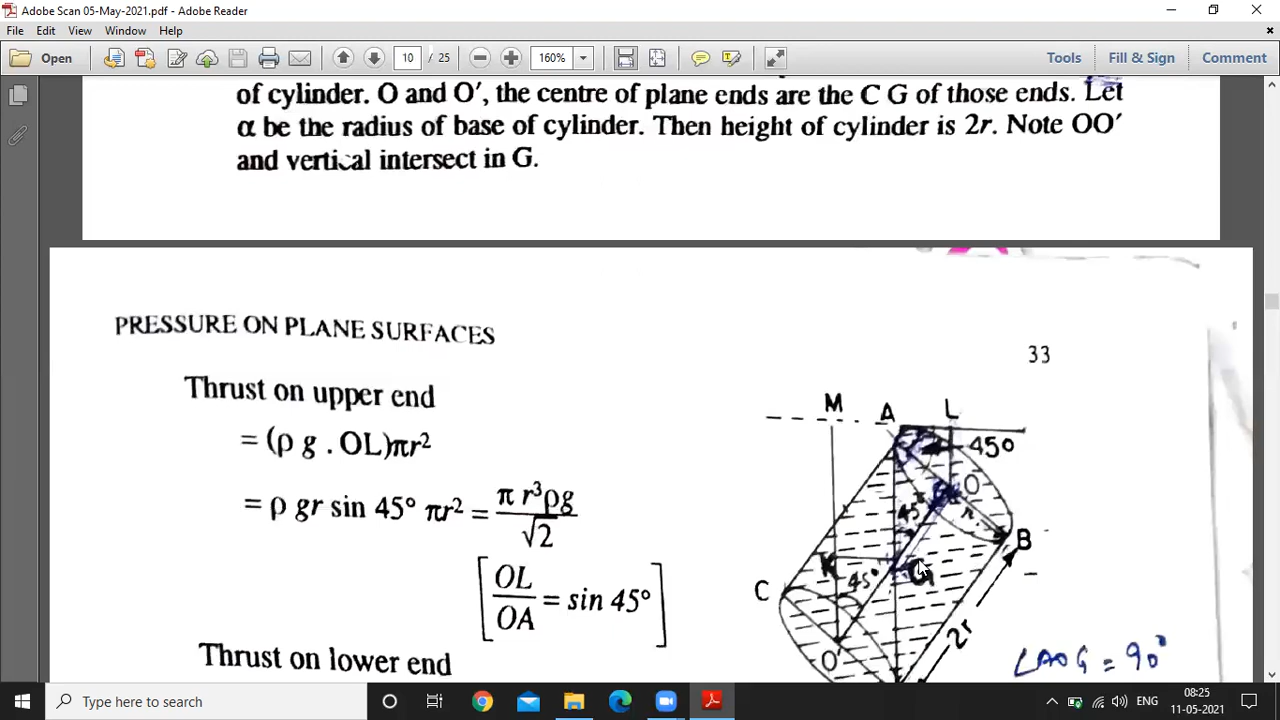 Adobe Scan 05-May-2021.pdf - Adobe Reader
File Edit View Window Help
Open 10 / 25 160% Tools Fill & Sign Comment
of cylinder. O and O′, the centre of plane ends are the C G of those ends. Let
α be the radius of base of cylinder. Then height of cylinder is 2r. Note OO′
and vertical intersect in G.
PRESSURE ON PLANE SURFACES
33
Thrust on upper end
= (ρ g . OL)πr²
= ρ gr sin 45° πr² = π r³ρg / √2
[OL / OA = sin 45°]
Thrust on lower end
M A L
45°
O
45°
r
B
K 45° G
C
2r
O′
∠AOG = 90°
Type here to search
ENG
08:25
11-05-2021